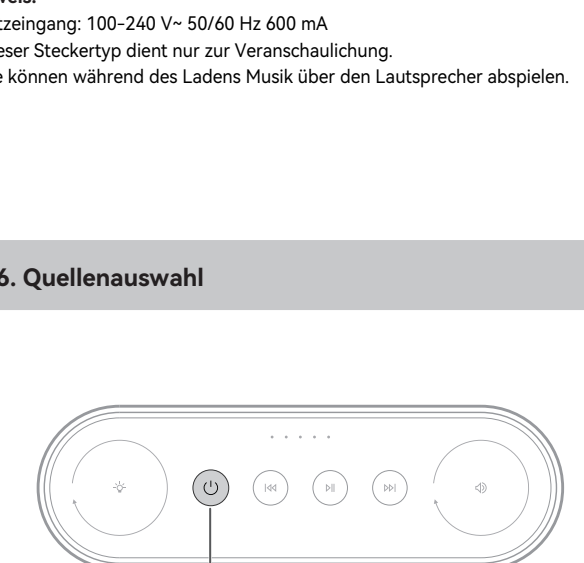 weis:
tzeingang: 100-240 V~ 50/60 Hz 600 mA
eser Steckertyp dient nur zur Veranschaulichung.
e können während des Ladens Musik über den Lautsprecher abspielen.
6. Quellenauswahl